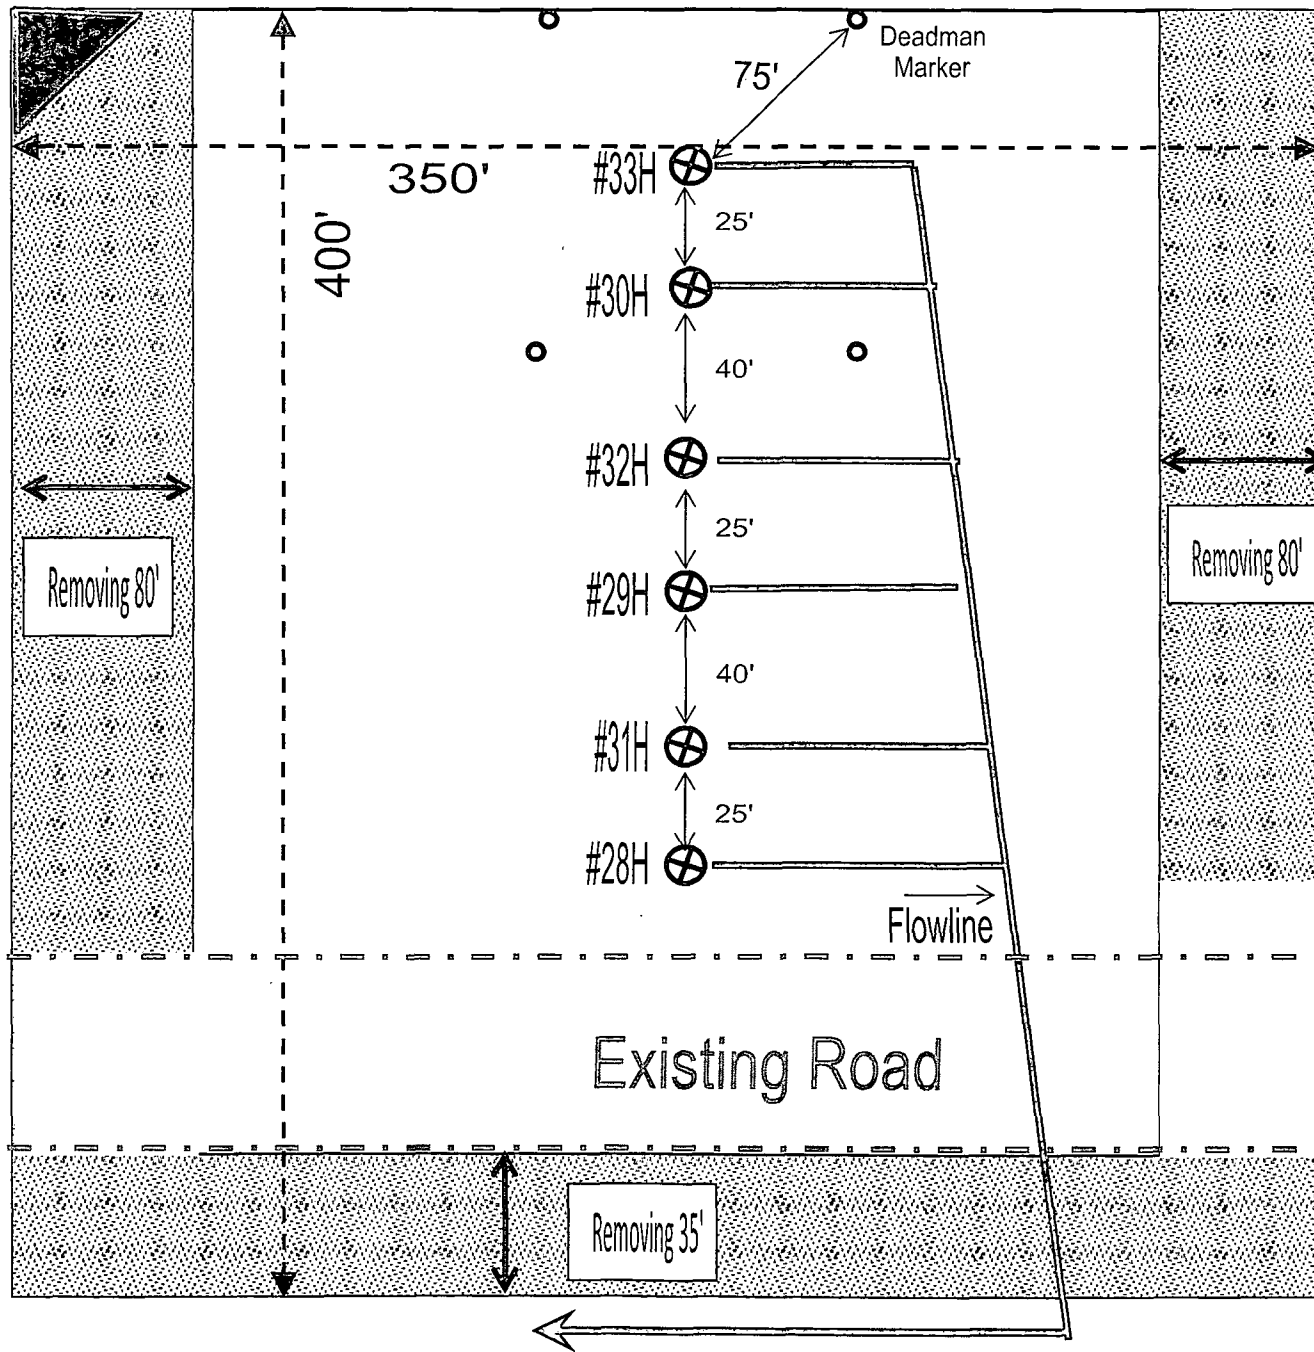 Deadman
Marker
75'
350'
#33H
25'
400'
#30H
40'
#32H
25'
Removing 80'
Removing 80'
#29H
40'
#31H
25'
#28H
Flowline
Existing Road
Removing 35'